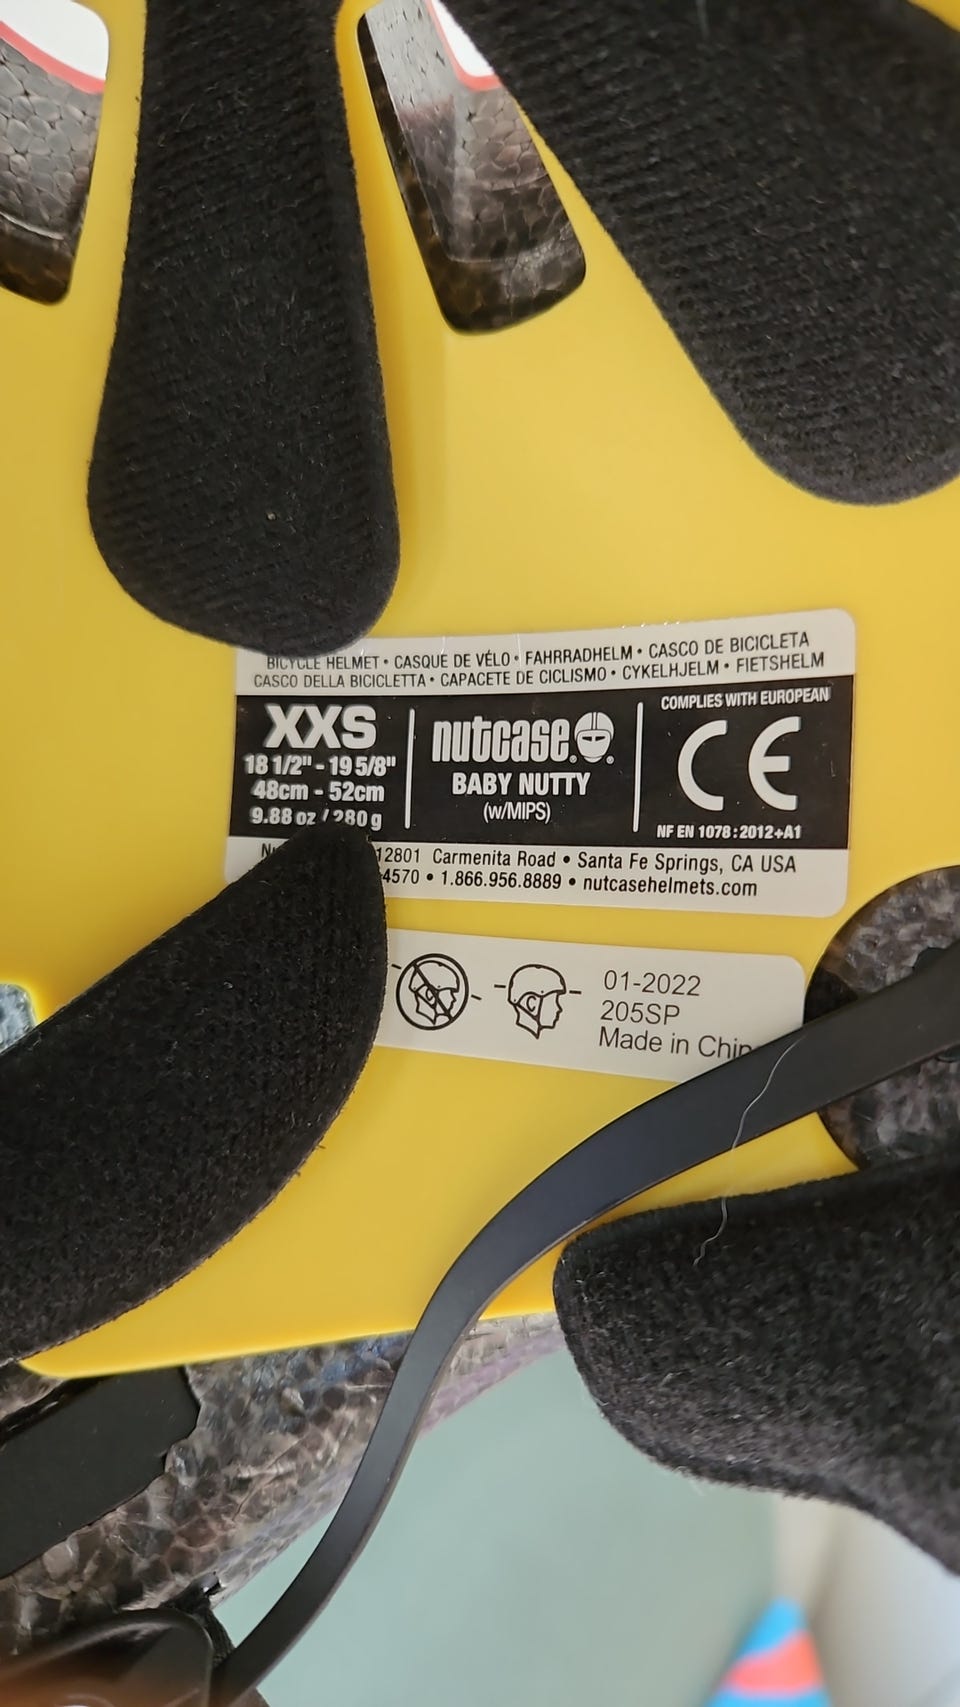 BICYCLE HELMET • CASQUE DE VÉLO • FAHRRADHELM • CASCO DE BICICLETA
CASCO DELLA BICICLETTA • CAPACETE DE CICLISMO • CYKELHJELM • FIETSHELM
XXS
18 1/2" - 19 5/8"
48cm - 52cm
9.88 oz / 280 g
nutcase
BABY NUTTY
(w/MIPS)
COMPLIES WITH EUROPEAN
CE
NF EN 1078:2012+A1
12801 Carmenita Road • Santa Fe Springs, CA USA
4570 • 1.866.956.8889 • nutcasehelmets.com
C
01-2022
205SP
Made in